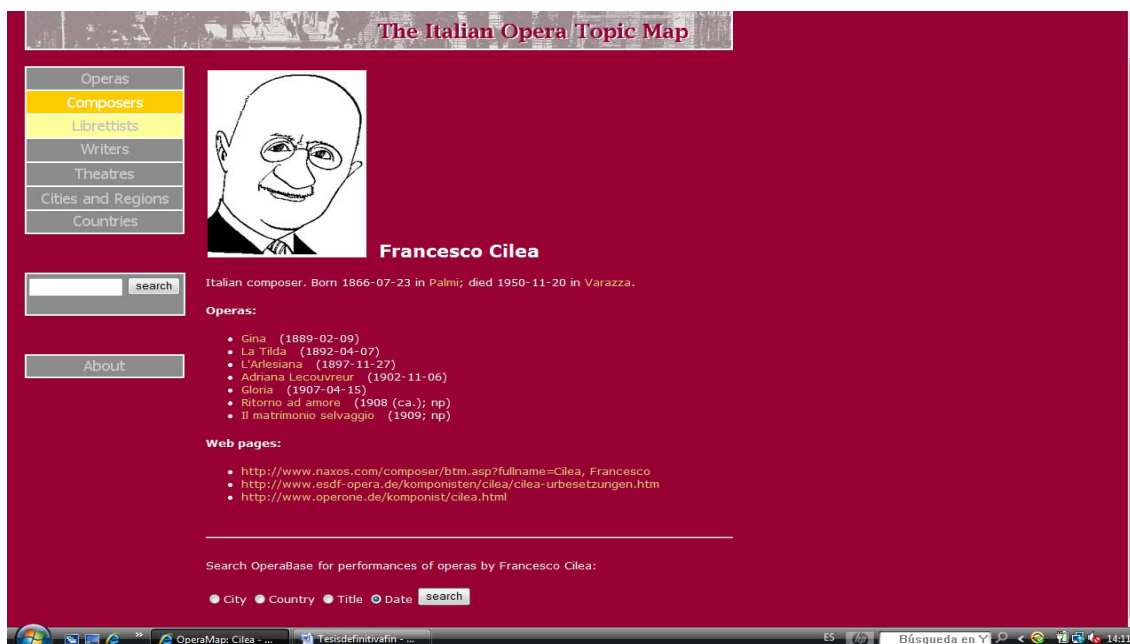 The Italian Opera Topic Map
Operas
Composers
Librettists
Writers
Theatres
Cities and Regions
Countries
search
About
Francesco Cilea
Italian composer. Born 1866-07-23 in Palmi; died 1950-11-20 in Varazza.
Operas:
Gina (1889-02-09)
La Tilda (1892-04-07)
L'Arlesiana (1897-11-27)
Adriana Lecouvreur (1902-11-06)
Gloria (1907-04-15)
Ritorno ad amore (1908 (ca.); np)
Il matrimonio selvaggio (1909; np)
Web pages:
http://www.naxos.com/composer/btm.asp?fullname=Cilea, Francesco
http://www.esdf-opera.de/komponisten/cilea/cilea-urbesetzungen.htm
http://www.operone.de/komponist/cilea.html
Search OperaBase for performances of operas by Francesco Cilea:
City Country Title Date search
OperaMap: Cilea - ... Tesisdefinitivafin - ... ES hp Búsqueda en Y 14:11